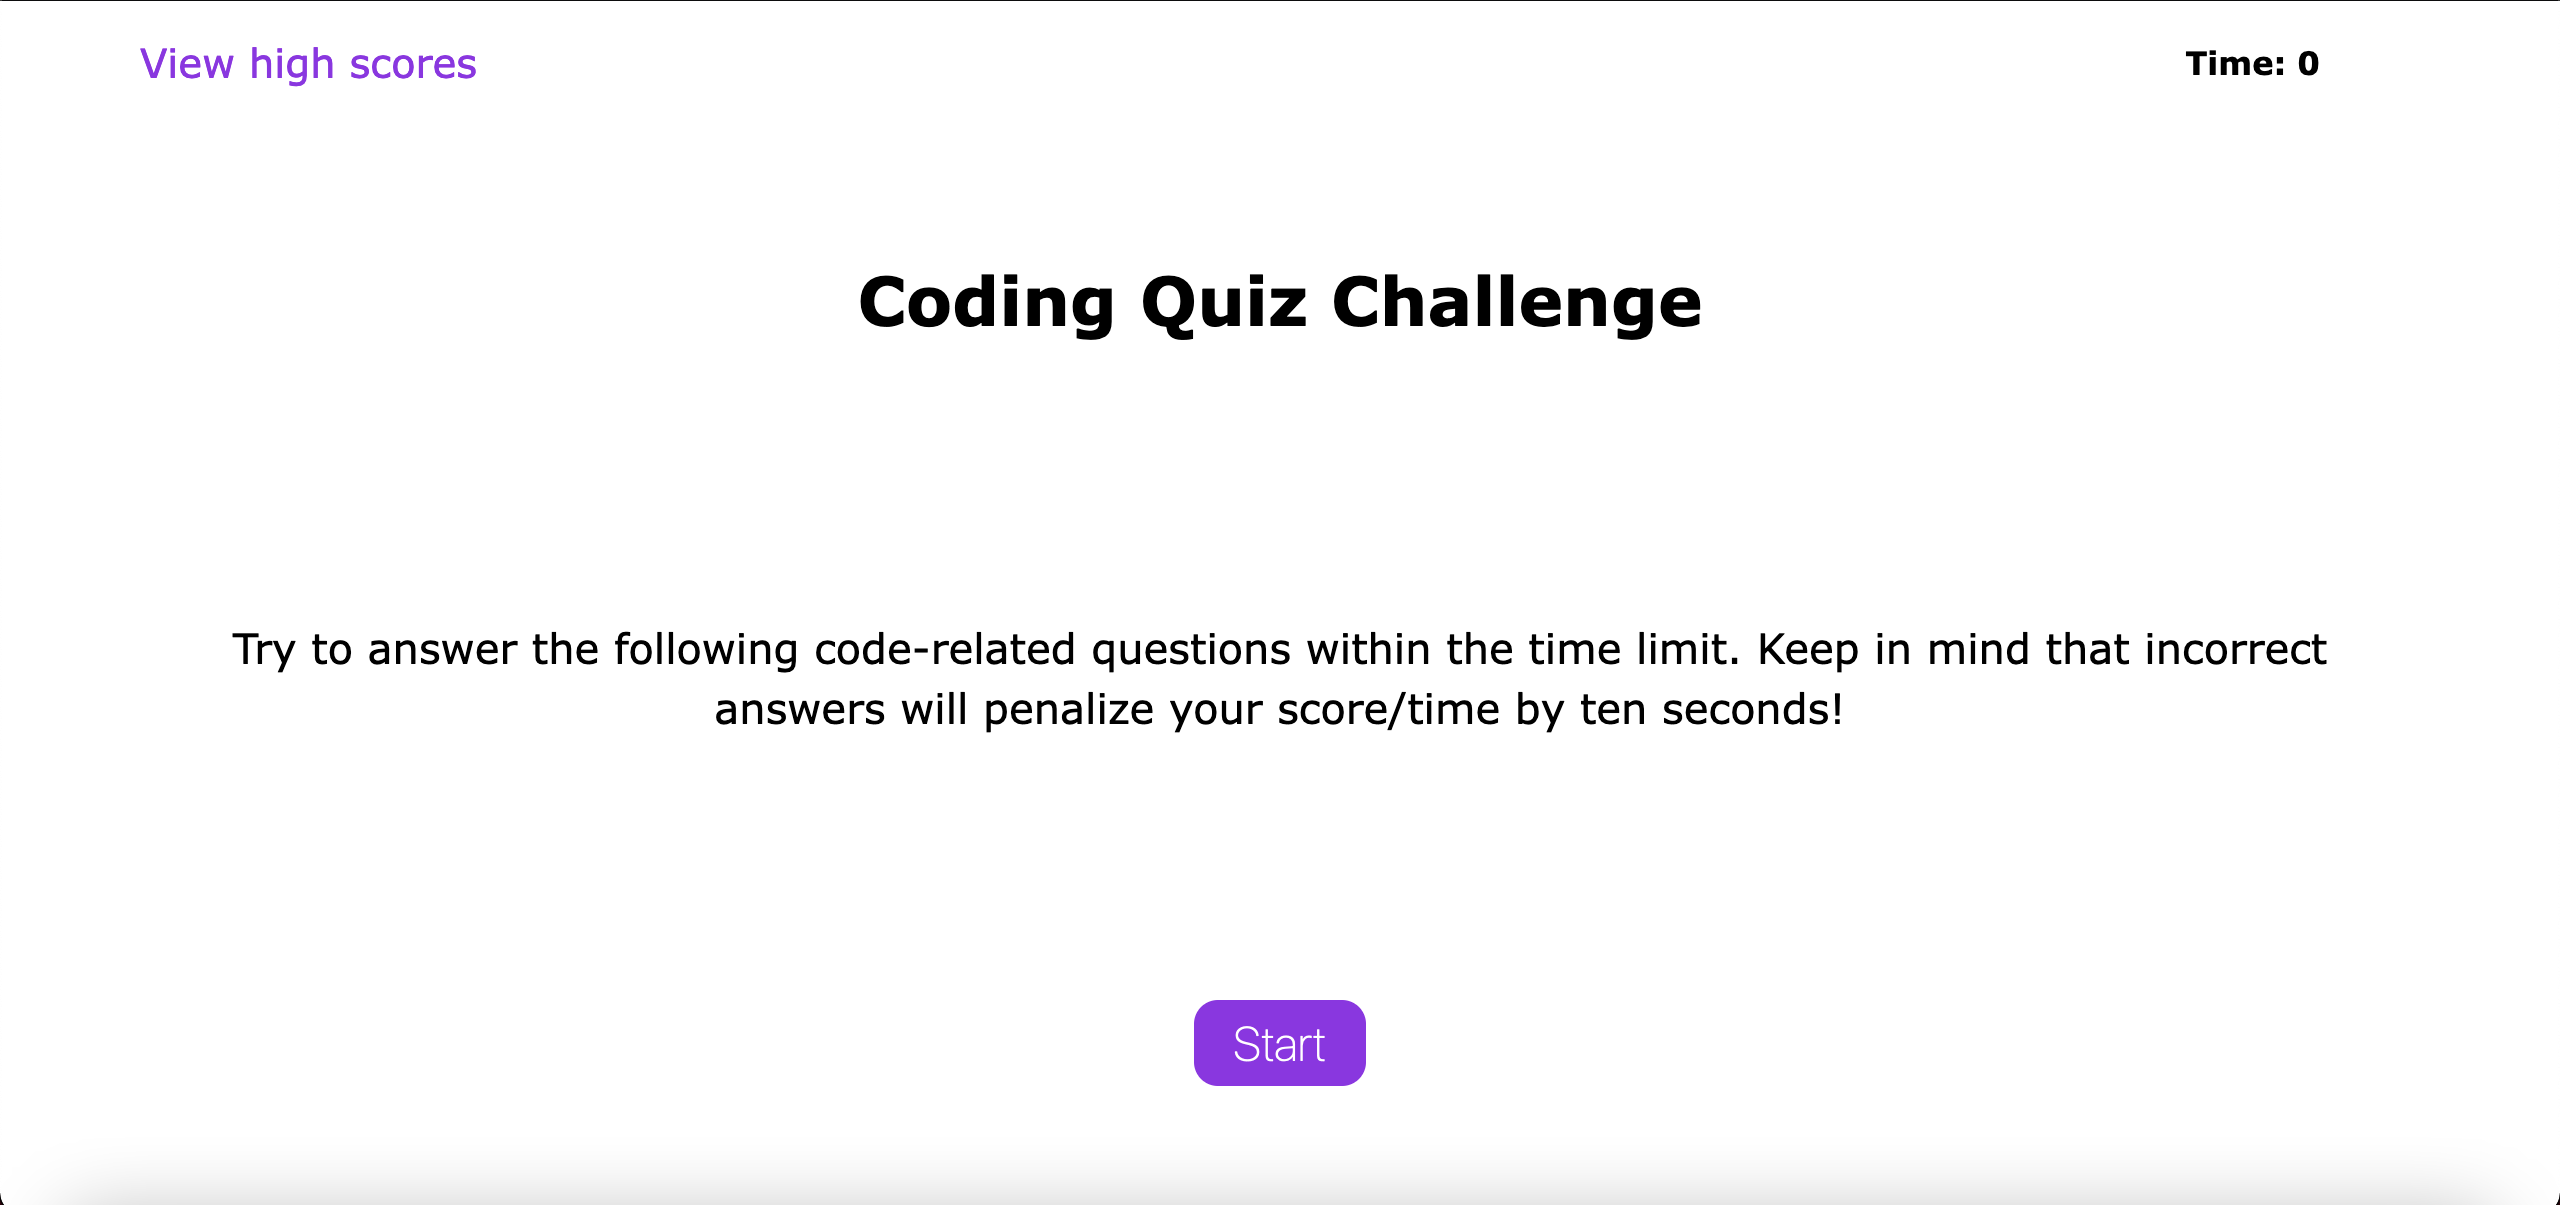 View high scores
Time: 0
Coding Quiz Challenge
Try to answer the following code-related questions within the time limit. Keep in mind that incorrect
answers will penalize your score/time by ten seconds!
Start